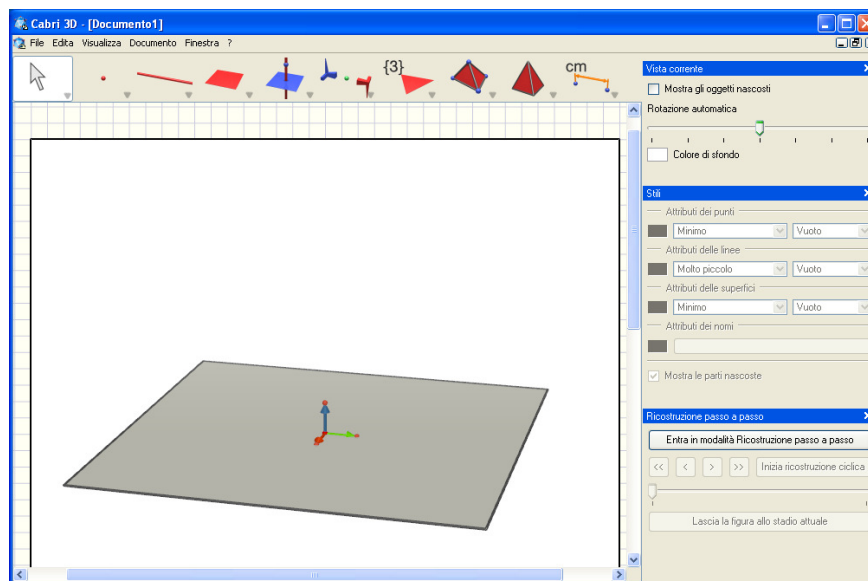 Cabri 3D - [Documento1]
File Edita Visualizza Documento Finestra ?
{3}
cm
Vista corrente
Mostra gli oggetti nascosti
Rotazione automatica
Colore di sfondo
Stili
Attributi dei punti
Minimo Vuoto
Attributi delle linee
Molto piccolo Vuoto
Attributi delle superfici
Minimo Vuoto
Attributi dei nomi
Mostra le parti nascoste
Ricostruzione passo a passo
Entra in modalità Ricostruzione passo a passo
<< < > >> Inizia ricostruzione ciclica
Lascia la figura allo stadio attuale